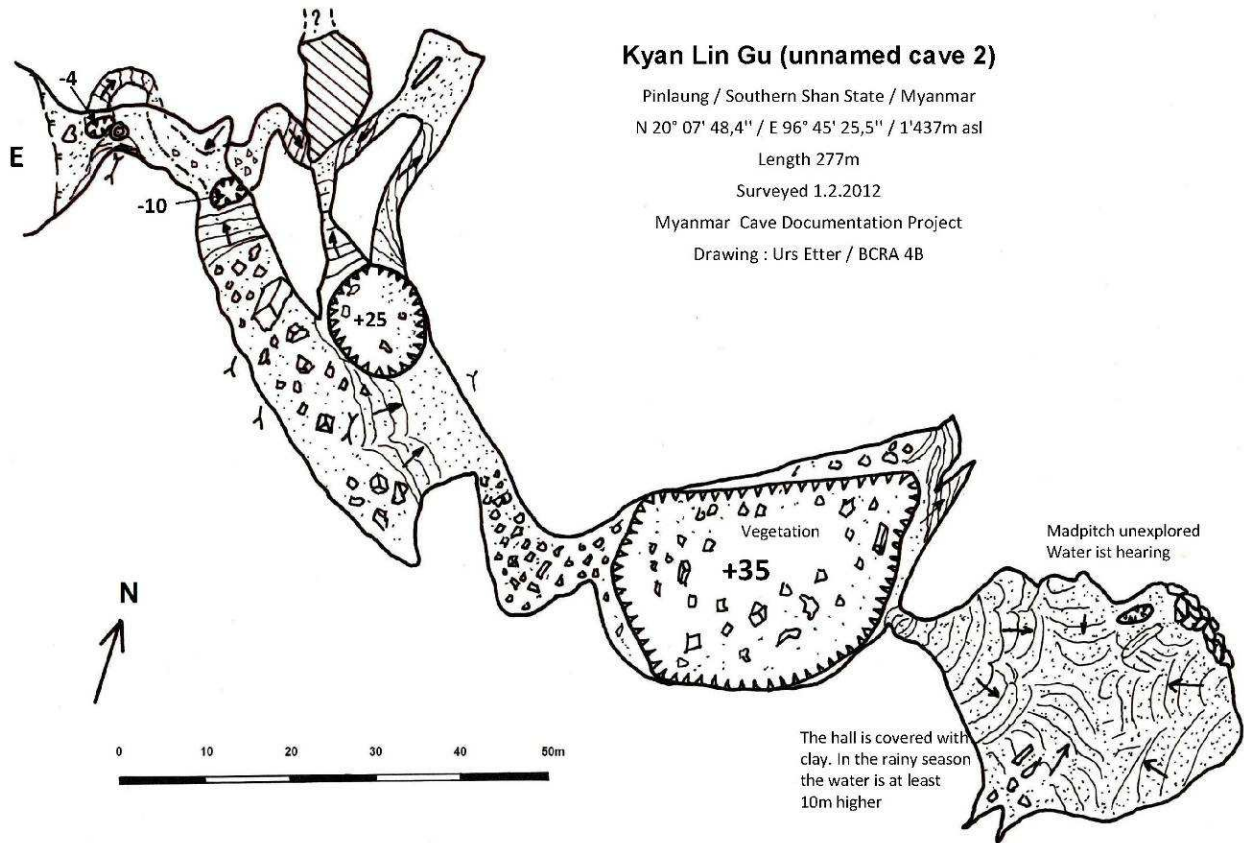 Kyan Lin Gu (unnamed cave 2)
Pinlaung / Southern Shan State / Myanmar
N 20° 07' 48,4" / E 96° 45' 25,5" / 1'437m asl
Length 277m
Surveyed 1.2.2012
Myanmar Cave Documentation Project
Drawing : Urs Etter / BCRA 4B
?
-4
E
-10
+25
Vegetation
+35
Madpitch unexplored
Water ist hearing
N
The hall is covered with
clay. In the rainy season
the water is at least
10m higher
0 10 20 30 40 50m